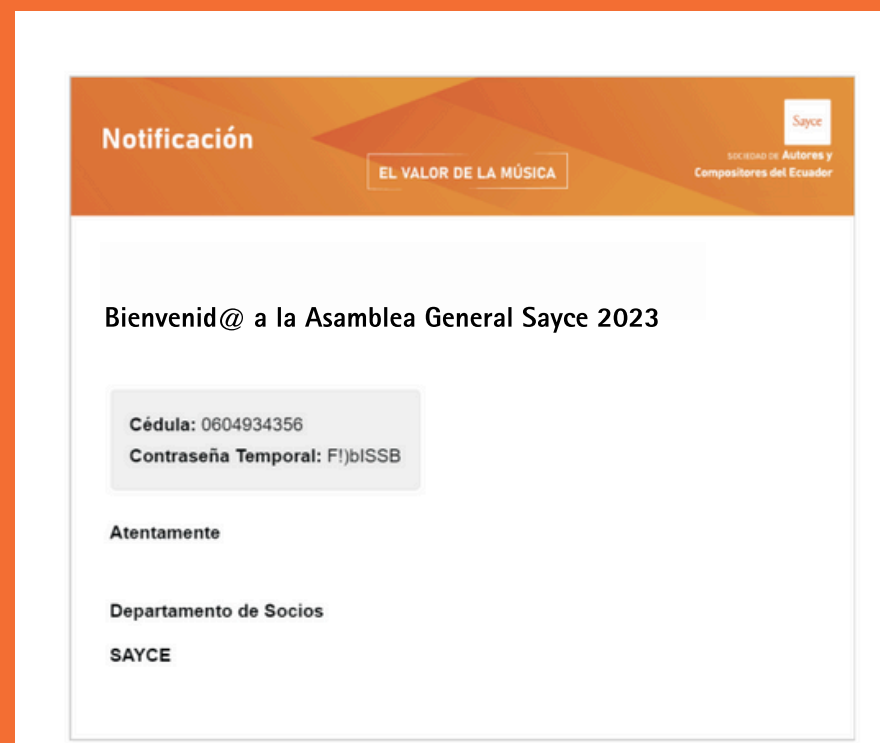 Notificación
EL VALOR DE LA MÚSICA
Sayce
SOCIEDAD DE Autores y
Compositores del Ecuador
Bienvenid@ a la Asamblea General Sayce 2023
Cédula: 0604934356
Contraseña Temporal: F!)bISSB
Atentamente
Departamento de Socios
SAYCE